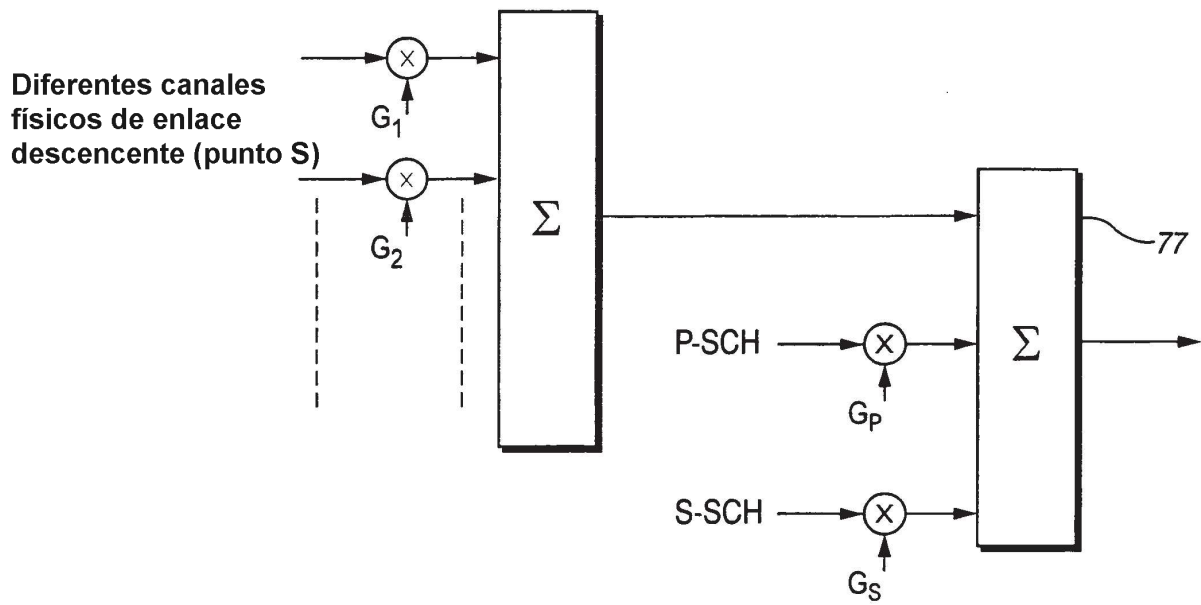 Diferentes canales
físicos de enlace
descencente (punto S)
X
G1
X
G2
Σ
77
P-SCH
X
GP
Σ
S-SCH
X
GS